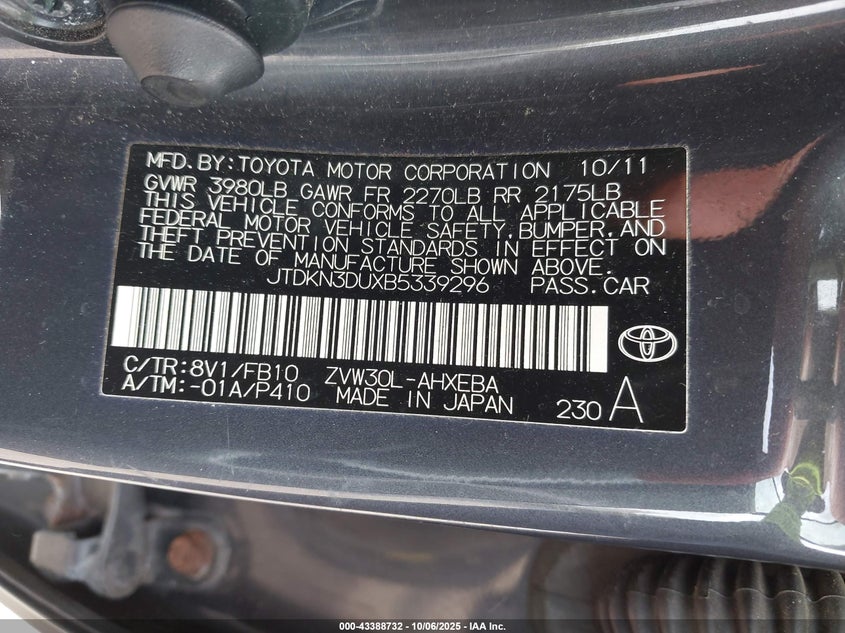 MFD.BY:TOYOTA MOTOR CORPORATION 10/11
GVWR 3980LB GAWR FR 2270LB RR 2175LB
THIS VEHICLE CONFORMS TO ALL APPLICABLE
FEDERAL MOTOR VEHICLE SAFETY,BUMPER,AND
THEFT PREVENTION STANDARDS IN EFFECT ON
THE DATE OF MANUFACTURE SHOWN ABOVE.
JTDKN3DUXB5339296 PASS.CAR
C/TR:8V1/FB10 ZVW30L-AHXEBA
A/TM:-01A/P410 MADE IN JAPAN 230 A
000-43388732 - 10/06/2025 - IAA Inc.